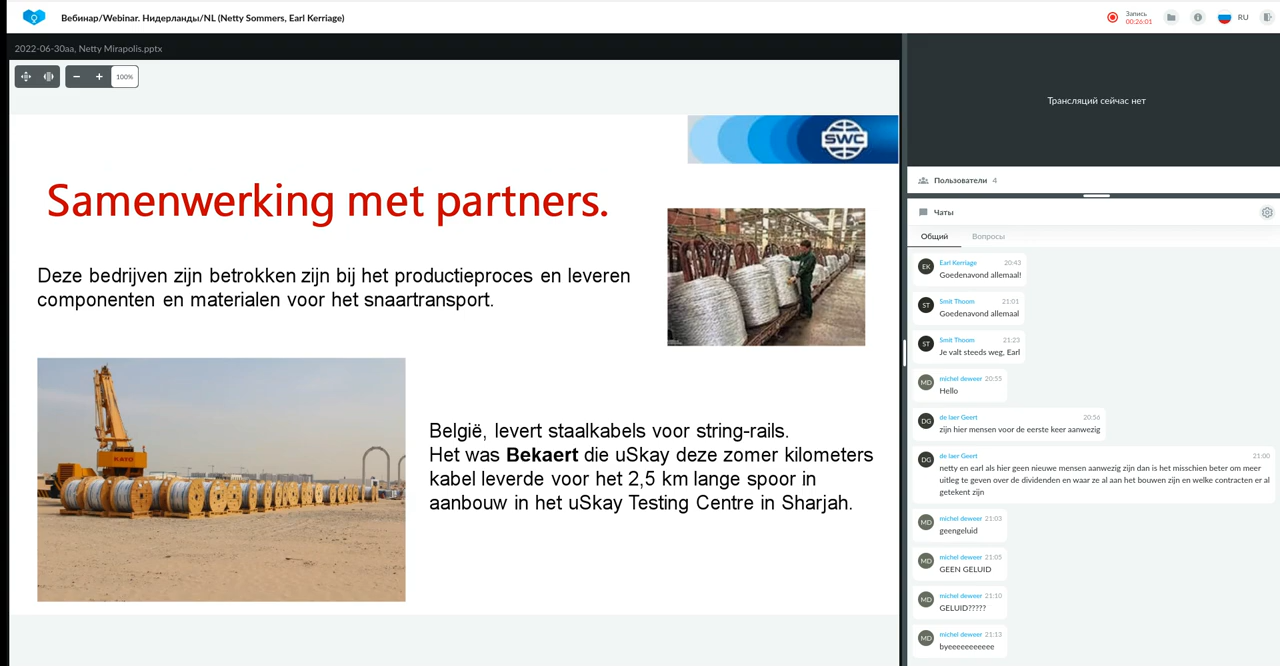 Вебинар/Webinar. Нидерланды/NL (Netty Sommers, Earl Kerriage)
Запись
00:26:01
RU
2022-06-30aa, Netty Mirapolis.pptx
100%
SWC
Samenwerking met partners.
Deze bedrijven zijn betrokken zijn bij het productieproces en leveren
componenten en materialen voor het snaartransport.
KATO
België, levert staalkabels voor string-rails.
Het was Bekaert die uSkay deze zomer kilometers
kabel leverde voor het 2,5 km lange spoor in
aanbouw in het uSkay Testing Centre in Sharjah.
Трансляций сейчас нет
Пользователи 4
Чаты
Общий Вопросы
EK Earl Kerriage 20:43
Goedenavond allemaal!
ST Smit Thoom 21:01
Goedenavond allemaal
ST Smit Thoom 21:23
Je valt steeds weg, Earl
MD michel deweer 20:55
Hello
DG de laer Geert 20:56
zijn hier mensen voor de eerste keer aanwezig
DG de laer Geert 21:00
netty en earl als hier geen nieuwe mensen aanwezig zijn dan is het misschien beter om meer
uitleg te geven over de dividenden en waar ze al aan het bouwen zijn en welke contracten er al
getekent zijn
MD michel deweer 21:03
geengeluid
MD michel deweer 21:05
GEEN GELUID
MD michel deweer 21:10
GELUID?????
MD michel deweer 21:13
byeeeeeeeeeee